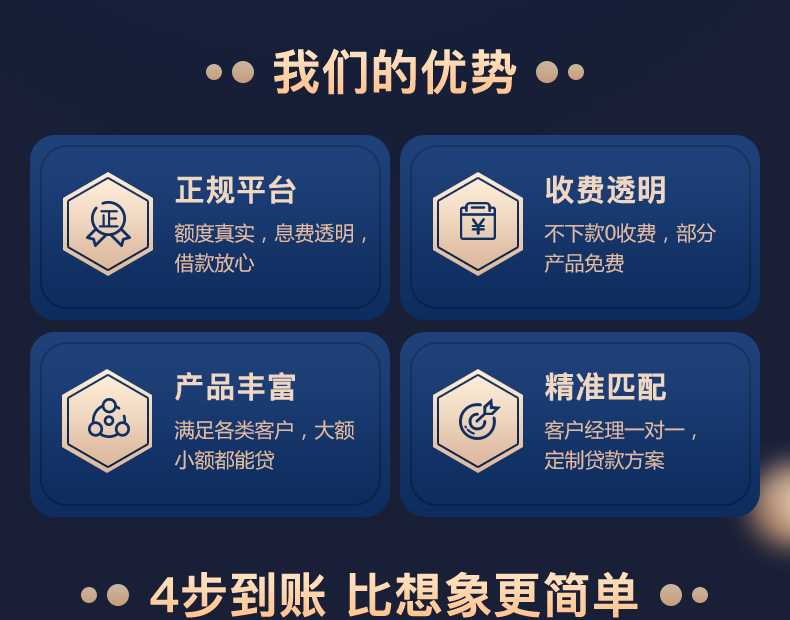 我们的优势
正
正规平台
额度真实，息费透明，
借款放心
¥
收费透明
不下款0收费，部分
产品免费
产品丰富
满足各类客户，大额
小额都能贷
精准匹配
客户经理一对一，
定制贷款方案
4步到账 比想象更简单